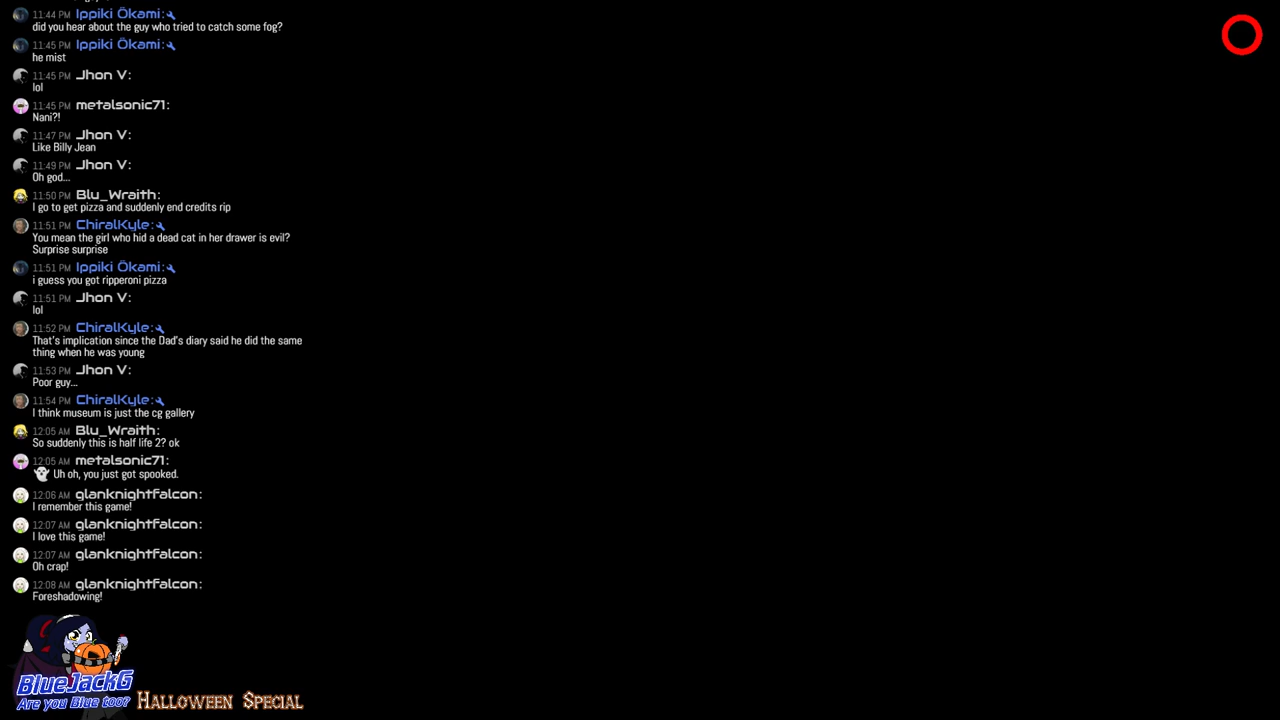 11:44 PM Ippiki Ōkami:
did you hear about the guy who tried to catch some fog?
11:45 PM Ippiki Ōkami:
he mist
11:45 PM Jhon V:
lol
11:45 PM metalsonic71:
Nani?!
11:47 PM Jhon V:
Like Billy Jean
11:49 PM Jhon V:
Oh god...
11:50 PM Blu_Wraith:
I go to get pizza and suddenly end credits rip
11:51 PM ChiralKyle:
You mean the girl who hid a dead cat in her drawer is evil?
Surprise surprise
11:51 PM Ippiki Ōkami:
i guess you got ripperoni pizza
11:51 PM Jhon V:
lol
11:52 PM ChiralKyle:
That's implication since the Dad's diary said he did the same
thing when he was young
11:53 PM Jhon V:
Poor guy...
11:54 PM ChiralKyle:
I think museum is just the cg gallery
12:05 AM Blu_Wraith:
So suddenly this is half life 2? ok
12:05 AM metalsonic71:
Uh oh, you just got spooked.
12:06 AM glanknightfalcon:
I remember this game!
12:07 AM glanknightfalcon:
I love this game!
12:07 AM glanknightfalcon:
Oh crap!
12:08 AM glanknightfalcon:
Foreshadowing!
BlueJackG
Are you Blue too?
Halloween Special